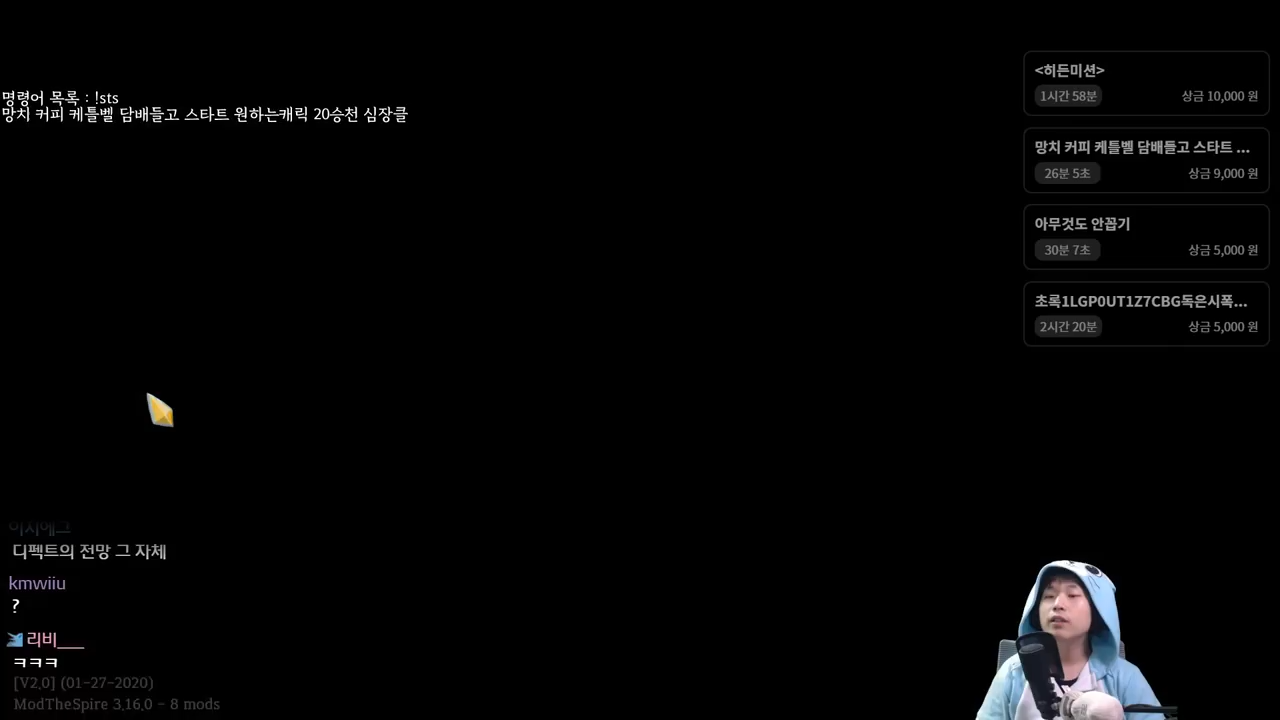 명령어 목록 : !sts
망치 커피 케틀벨 담배들고 스타트 원하는캐릭 20승천 심장클
<히든미션>
1시간 58분
상금 10,000 원
망치 커피 케틀벨 담배들고 스타트 ...
26분 5초
상금 9,000 원
아무것도 안꼽기
30분 7초
상금 5,000 원
초록1LGP0UT1Z7CBG독은시폭...
2시간 20분
상금 5,000 원
이지에그
디펙트의 전망 그 자체
kmwiiu
?
리비___
ㅋㅋㅋ
[V2.0] (01-27-2020)
ModTheSpire 3.16.0 - 8 mods